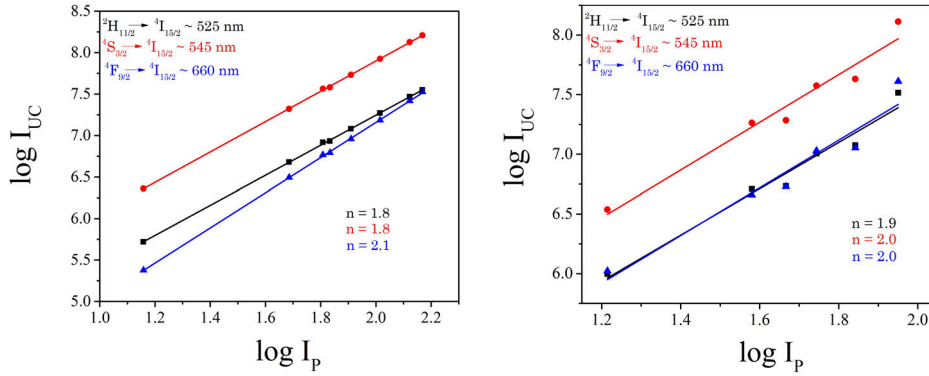 ²H₁₁/₂ → ⁴I₁₅/₂ ~ 525 nm
⁴S₃/₂ → ⁴I₁₅/₂ ~ 545 nm
⁴F₉/₂ → ⁴I₁₅/₂ ~ 660 nm
8.5
8.0
7.5
7.0
6.5
6.0
5.5
5.0
log I_UC
n = 1.8
n = 1.8
n = 2.1
1.0 1.2 1.4 1.6 1.8 2.0 2.2
log I_P
²H₁₁/₂ → ⁴I₁₅/₂ ~ 525 nm
⁴S₃/₂ → ⁴I₁₅/₂ ~ 545 nm
⁴F₉/₂ → ⁴I₁₅/₂ ~ 660 nm
8.0
7.5
7.0
6.5
6.0
log I_UC
n = 1.9
n = 2.0
n = 2.0
1.2 1.4 1.6 1.8 2.0
log I_P